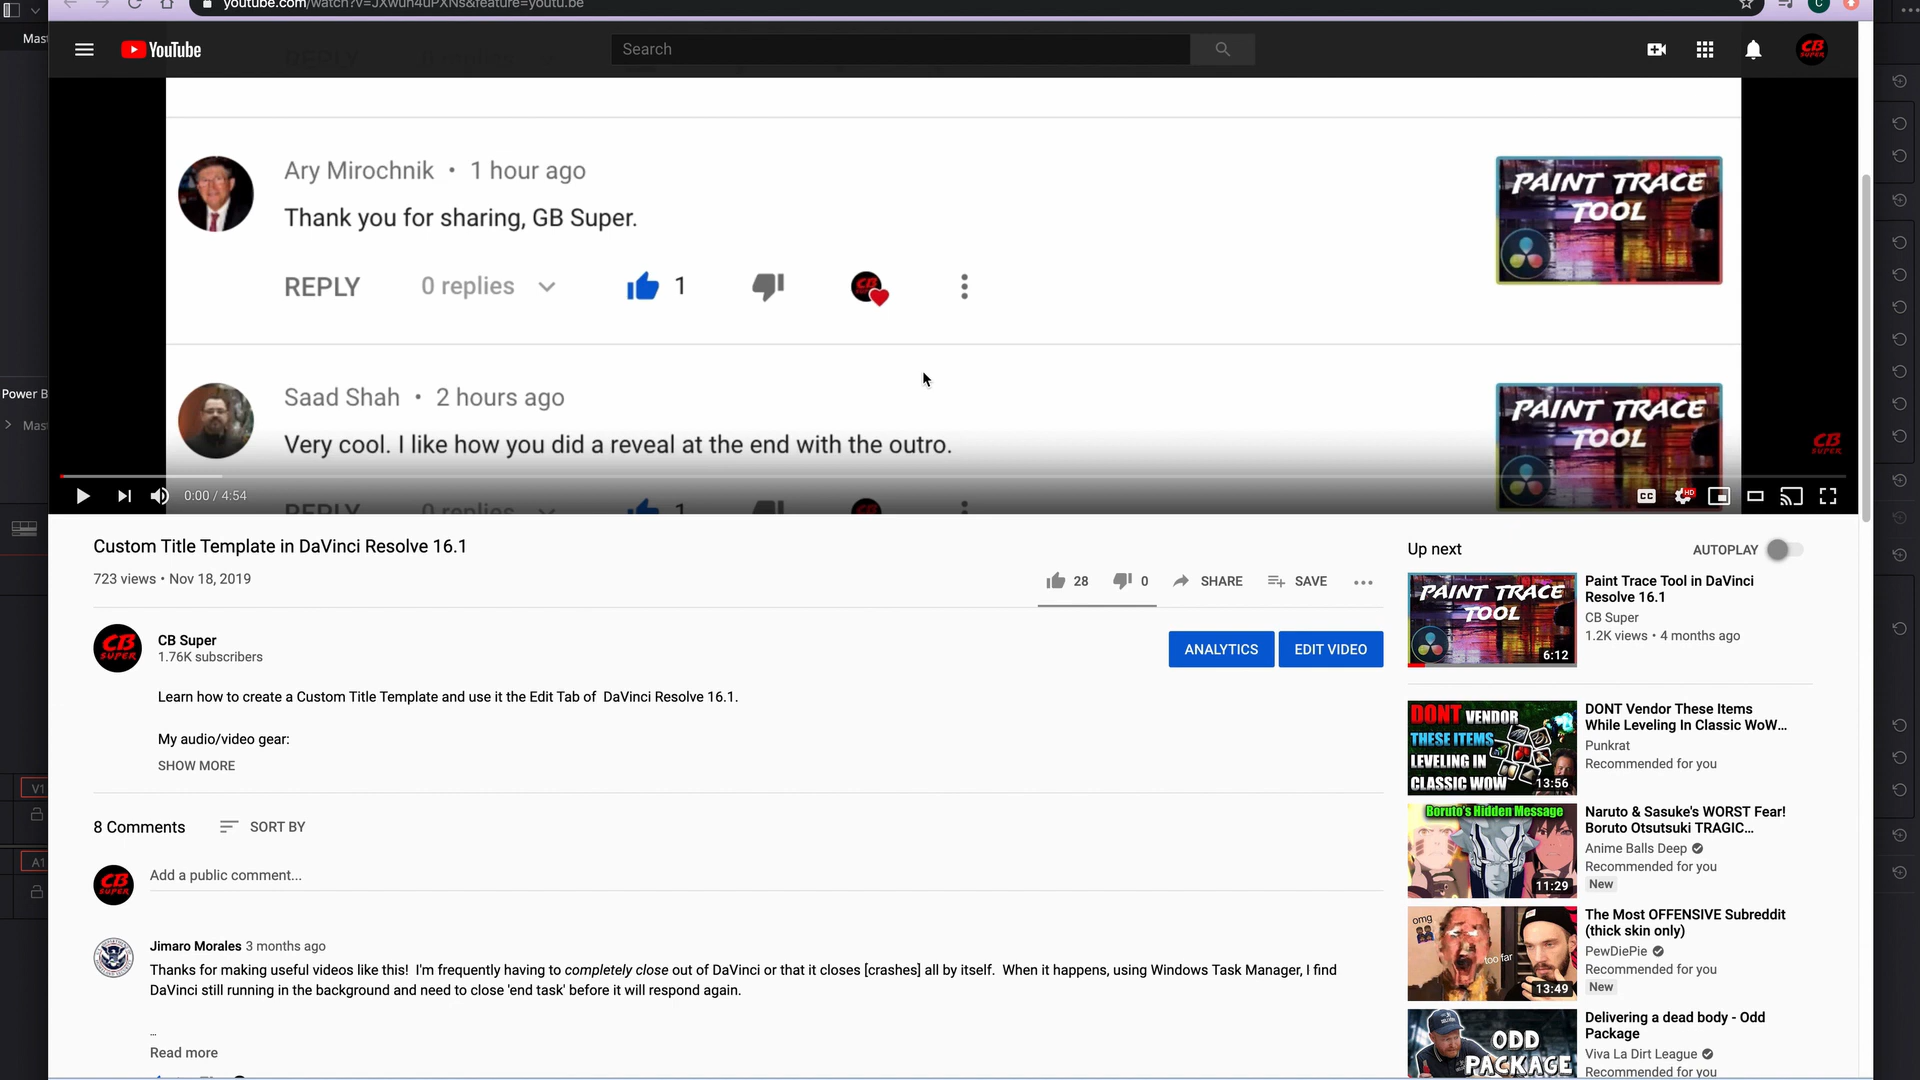 youtube.com/watch?v=JXwuh4uPXNs&feature=youtu.be
Mas
YouTube
Search
CB SUPER
Ary Mirochnik • 1 hour ago
Thank you for sharing, GB Super.
REPLY 0 replies 1
PAINT TRACE
TOOL
Saad Shah • 2 hours ago
Very cool. I like how you did a reveal at the end with the outro.
PAINT TRACE
TOOL
REPLY 0 replies 1
CB SUPER
0:00 / 4:54
CC
HD
Power B
Mas
V1
A1
Custom Title Template in DaVinci Resolve 16.1
723 views • Nov 18, 2019
28 0 SHARE SAVE
CB SUPER
CB Super
1.76K subscribers
ANALYTICS EDIT VIDEO
Learn how to create a Custom Title Template and use it the Edit Tab of DaVinci Resolve 16.1.
My audio/video gear:
SHOW MORE
8 Comments SORT BY
CB SUPER
Add a public comment...
Jimaro Morales 3 months ago
Thanks for making useful videos like this! I'm frequently having to completely close out of DaVinci or that it closes [crashes] all by itself. When it happens, using Windows Task Manager, I find
DaVinci still running in the background and need to close 'end task' before it will respond again.
..
Read more
Up next AUTOPLAY
PAINT TRACE
TOOL
6:12
Paint Trace Tool in DaVinci
Resolve 16.1
CB Super
1.2K views • 4 months ago
DONT VENDOR
THESE ITEMS
LEVELING IN
CLASSIC WOW
13:56
DONT Vendor These Items
While Leveling In Classic WoW...
Punkrat
Recommended for you
Boruto's Hidden Message
11:29
Naruto & Sasuke's WORST Fear!
Boruto Otsutsuki TRAGIC...
Anime Balls Deep
Recommended for you
New
omg
too far
13:49
The Most OFFENSIVE Subreddit
(thick skin only)
PewDiePie
Recommended for you
New
ODD
PACKAGE
Delivering a dead body - Odd
Package
Viva La Dirt League
Recommended for you